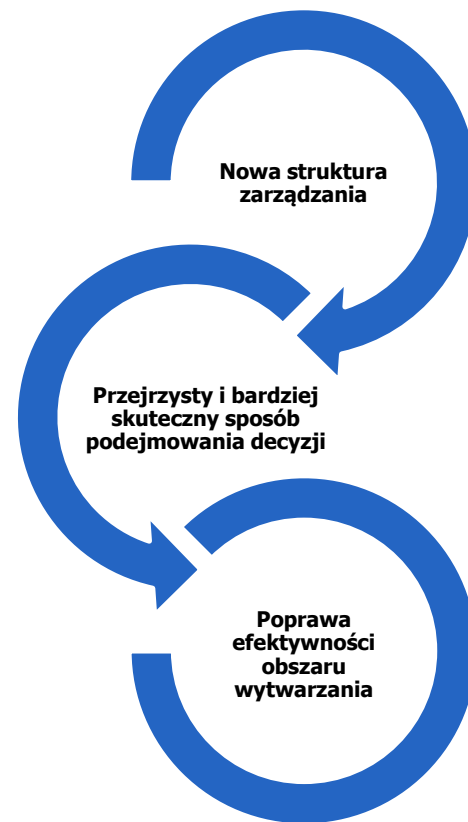 Nowa struktura
zarządzania
Przejrzysty i bardziej
skuteczny sposób
podejmowania decyzji
Poprawa
efektywności
obszaru
wytwarzania